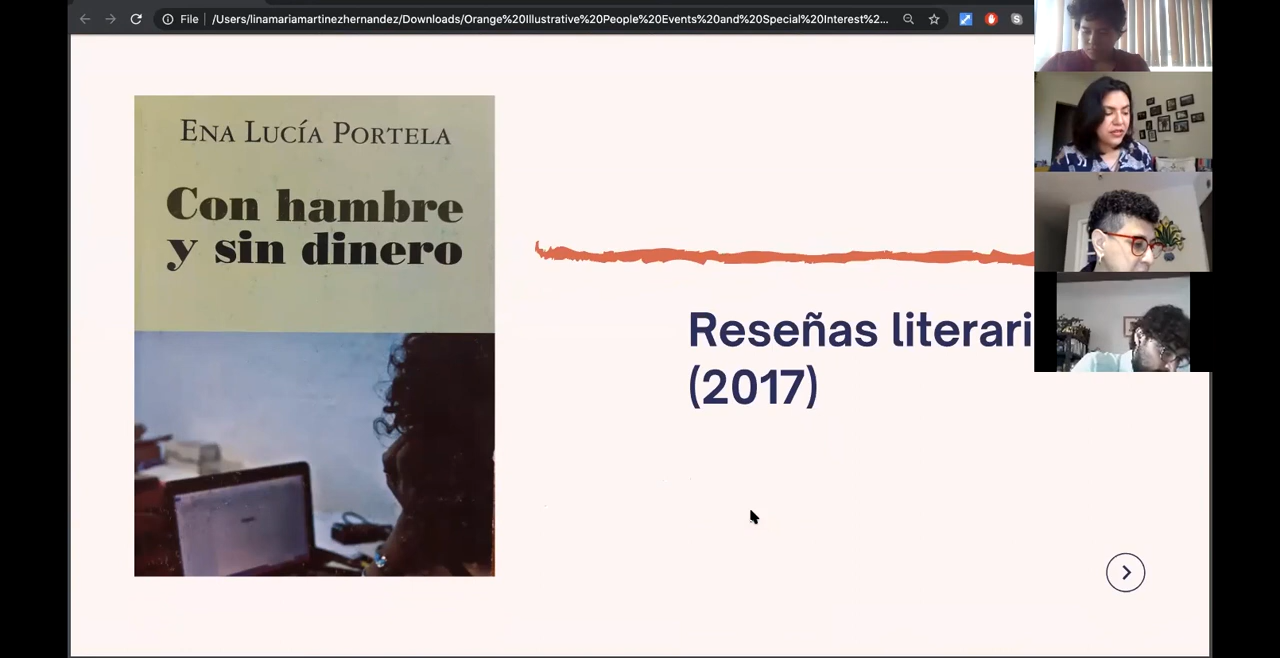 File
/Users/linamariamartinezhernandez/Downloads/Orange%20Illustrative%20People%20Events%20and%20Special%20Interest%2...
ENA LUCÍA PORTELA
Con hambre
y sin dinero
Reseñas literari
(2017)